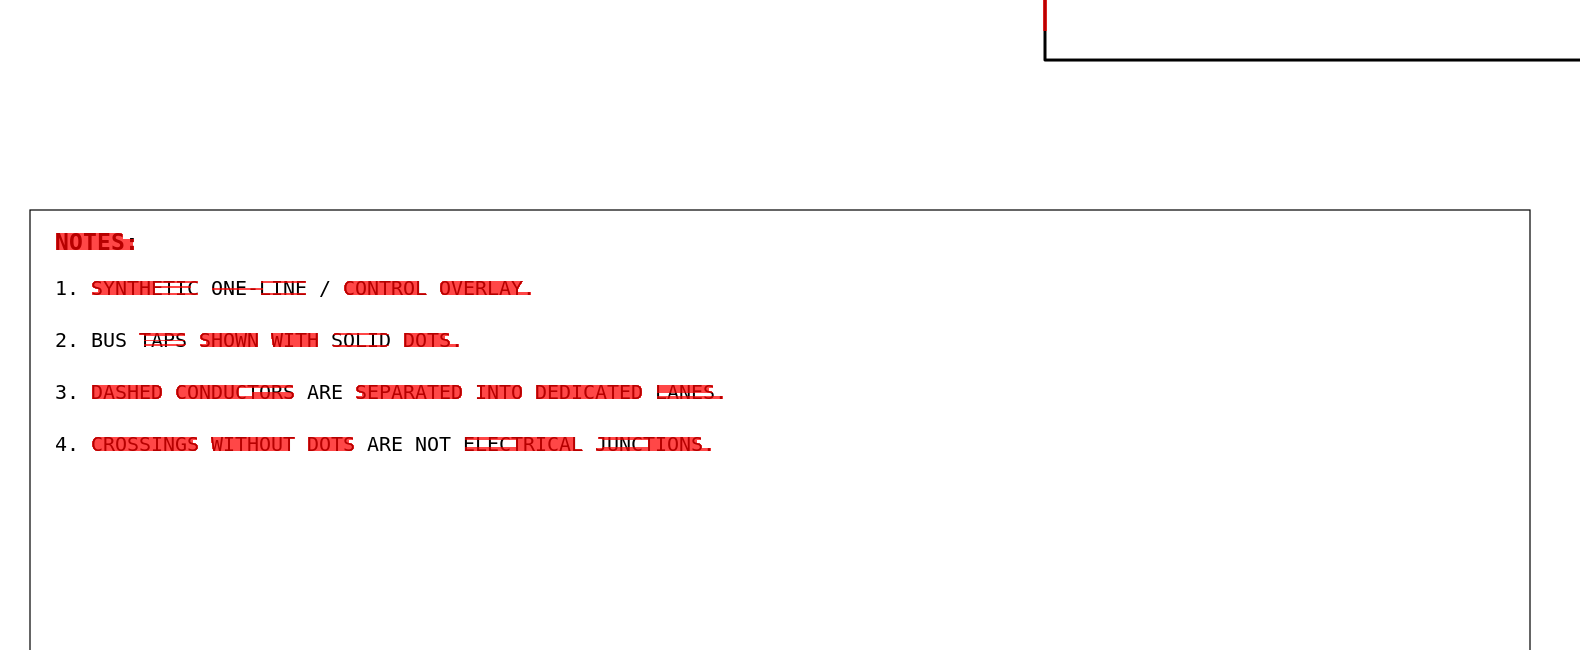 NOTES:
1. SYNTHETIC ONE-LINE / CONTROL OVERLAY.
2. BUS TAPS SHOWN WITH SOLID DOTS.
3. DASHED CONDUCTORS ARE SEPARATED INTO DEDICATED LANES.
4. CROSSINGS WITHOUT DOTS ARE NOT ELECTRICAL JUNCTIONS.